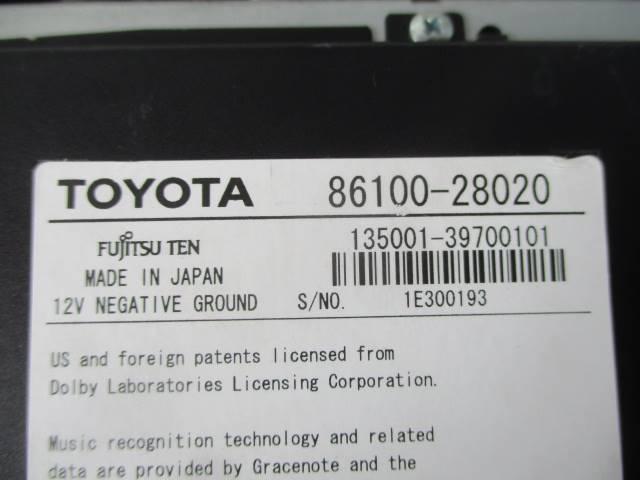 TOYOTA 86100-28020
FUJITSU TEN 135001-39700101
MADE IN JAPAN
12V NEGATIVE GROUND S/NO. 1E300193
US and foreign patents licensed from
Dolby Laboratories Licensing Corporation.
Music recognition technology and related
data are provided by Gracenote and the